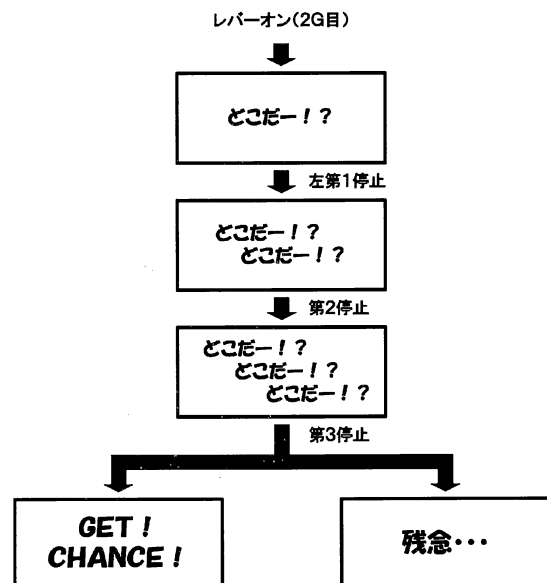 レバーオン(2G目)
どこだー!?
左第1停止
どこだー!?
どこだー!?
第2停止
どこだー!?
どこだー!?
どこだー!?
第3停止
GET!
CHANCE!
残念・・・